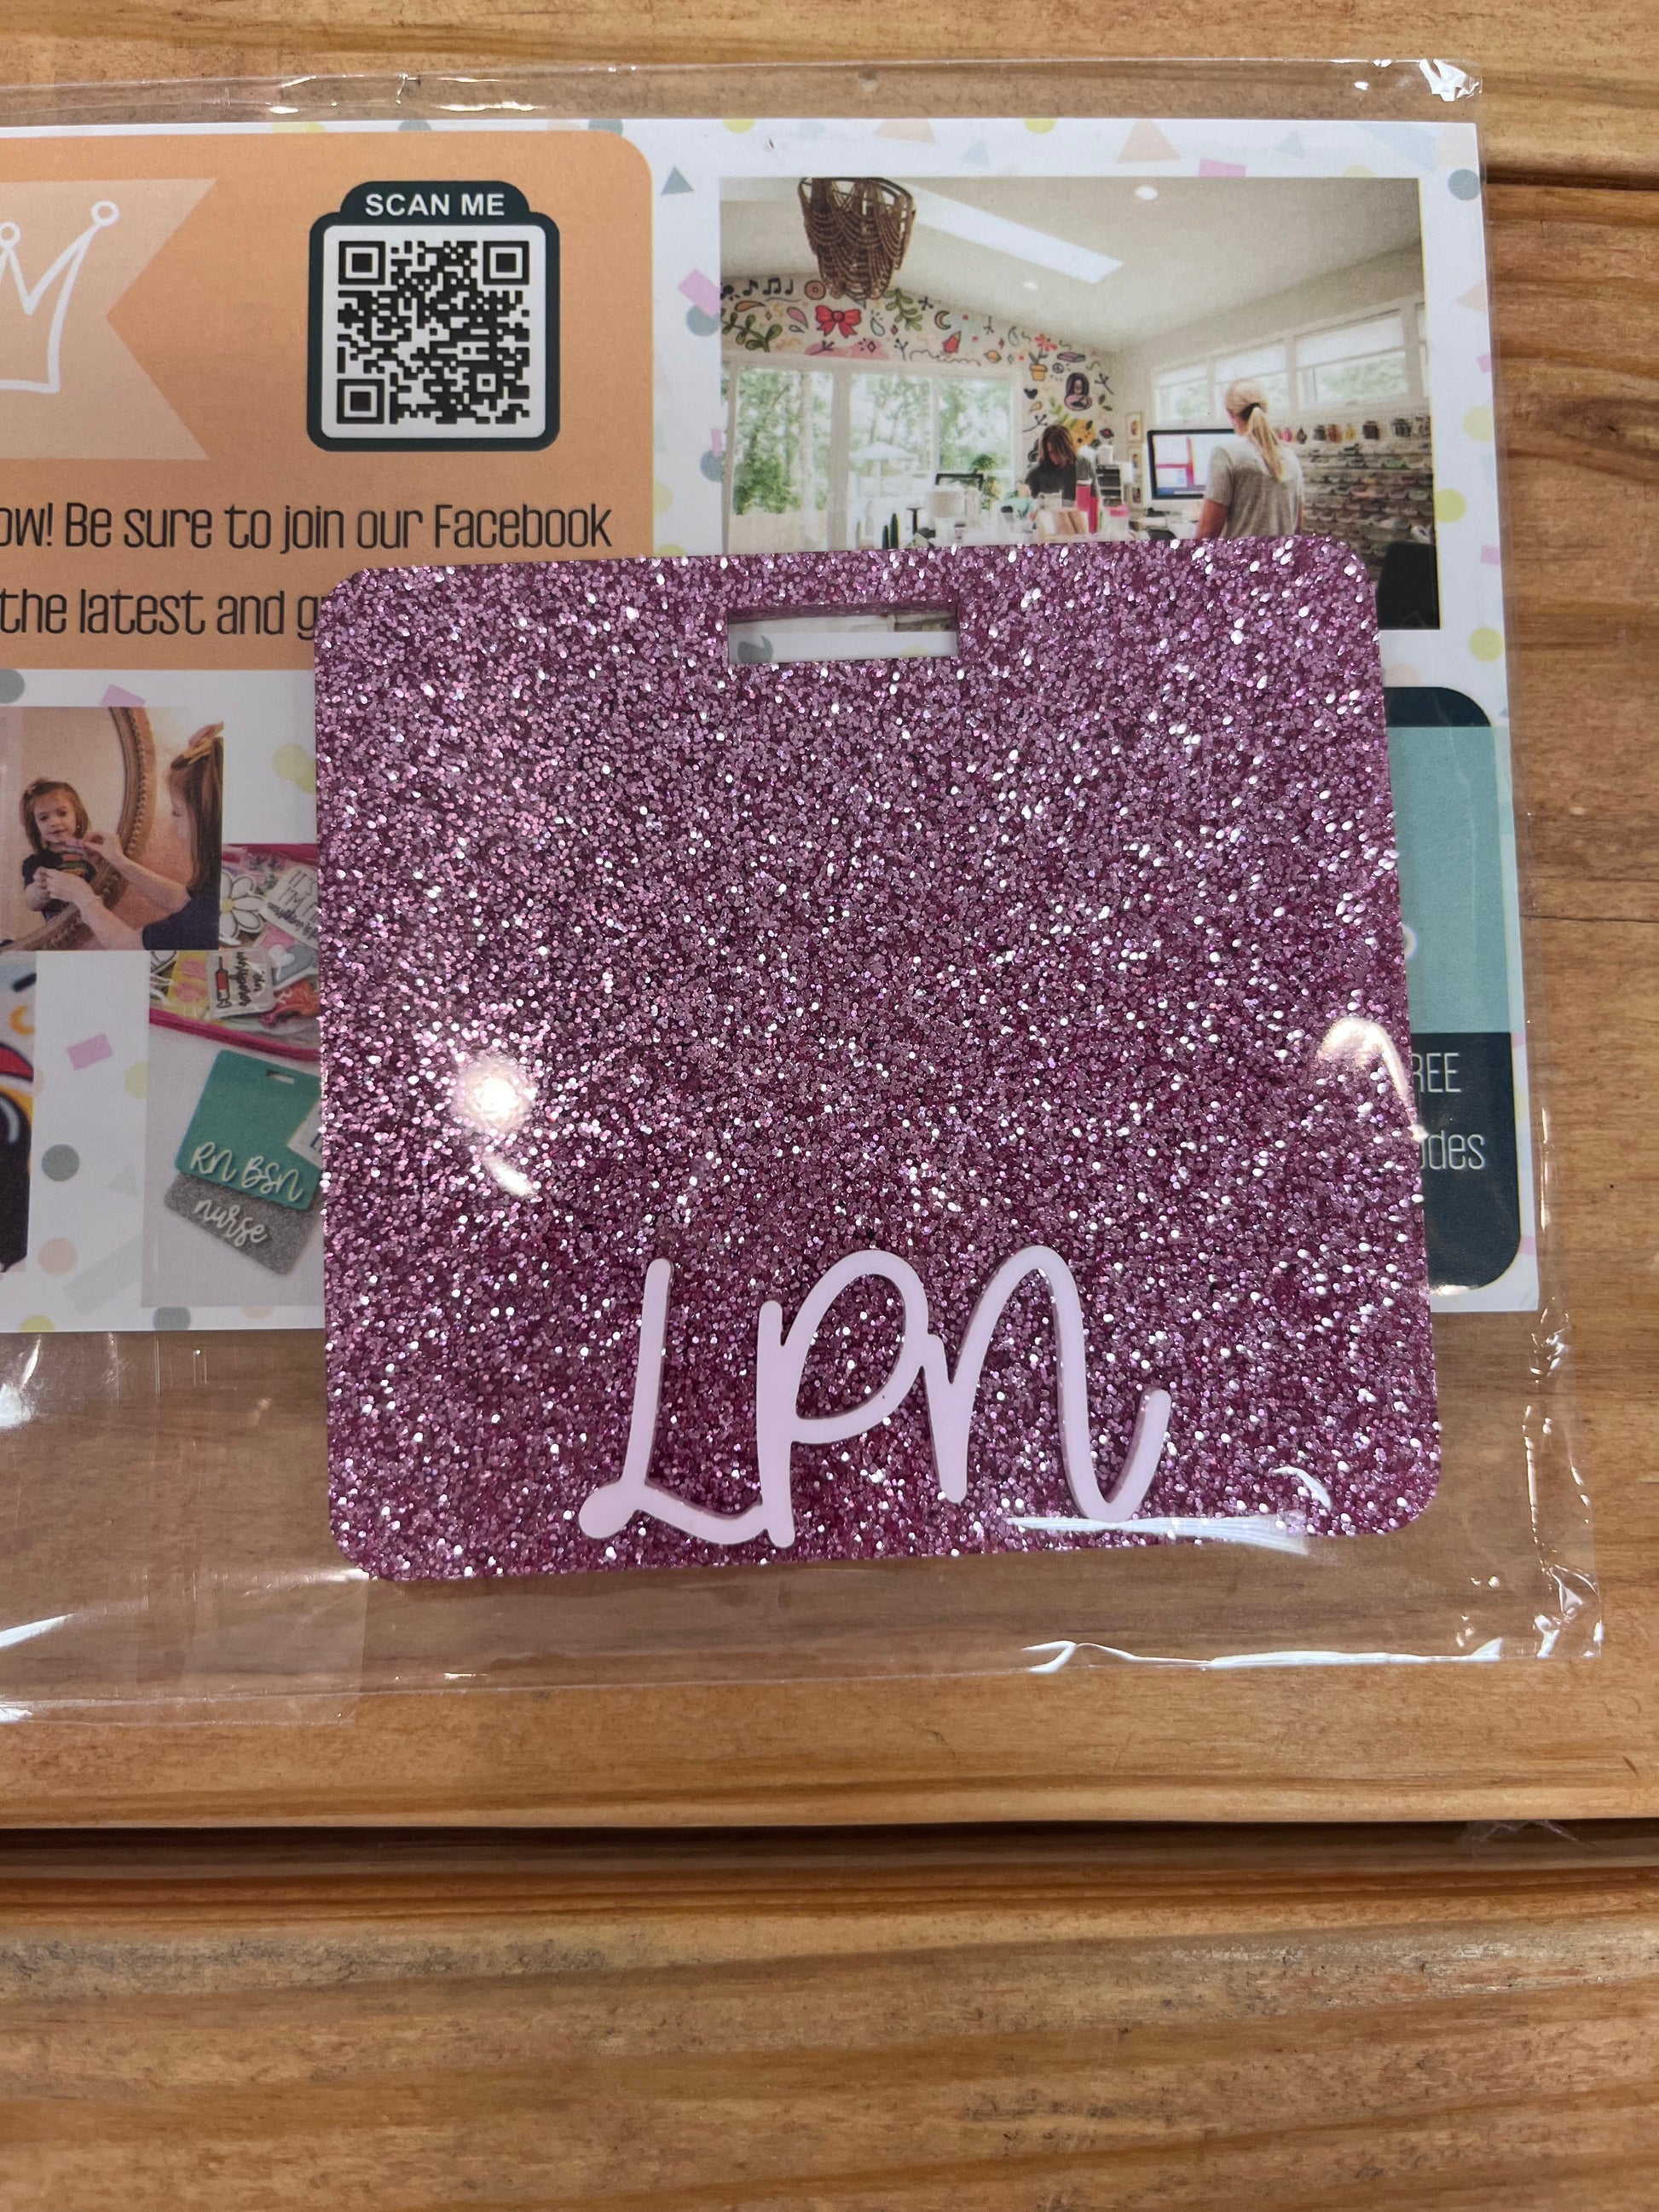 SCAN ME
ow! Be sure to join our Facebook
the latest and g
REE
odes
RN BSN
nurse
LPN